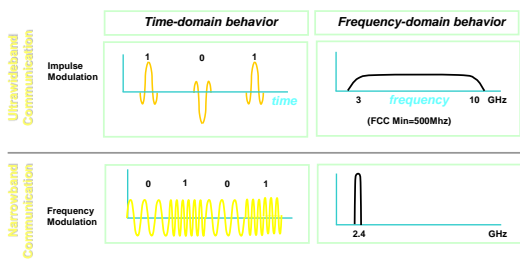 Time-domain behavior
Frequency-domain behavior
Ultrawideband
Communication
Impulse
Modulation
1 0 1
time
frequency
3 10 GHz
(FCC Min=500Mhz)
Narrowband
Communication
Frequency
Modulation
0 1 0 1
2.4
GHz